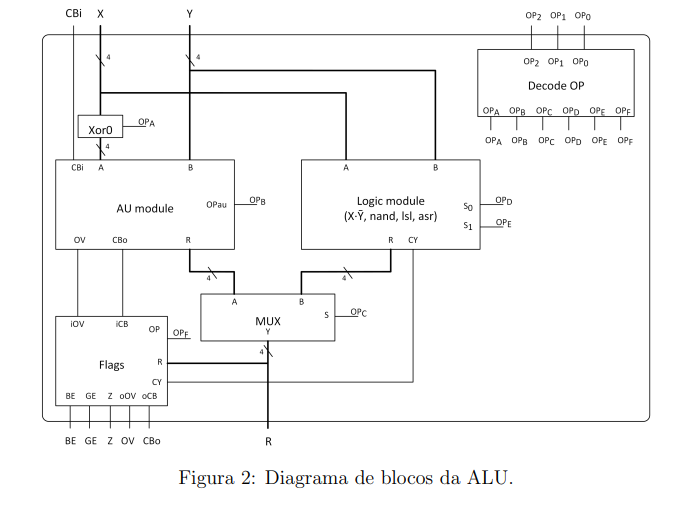 CBi X Y OP2 OP1 OP0
4 4
OP2 OP1 OP0
Decode OP
OPA OPB OPC OPD OPE OPF
OPA OPB OPC OPD OPE OPF
Xor0 OPA
4
CBi A B
AU module
OPau OPB
OV CBo R
A B
Logic module
(X·Ȳ, nand, lsl, asr)
S0 OPD
S1 OPE
R CY
4 4
A B
MUX
S OPC
Y
4
iOV iCB OP OPF
Flags
R
CY
BE GE Z oOV oCB
BE GE Z OV CBo R
Figura 2: Diagrama de blocos da ALU.